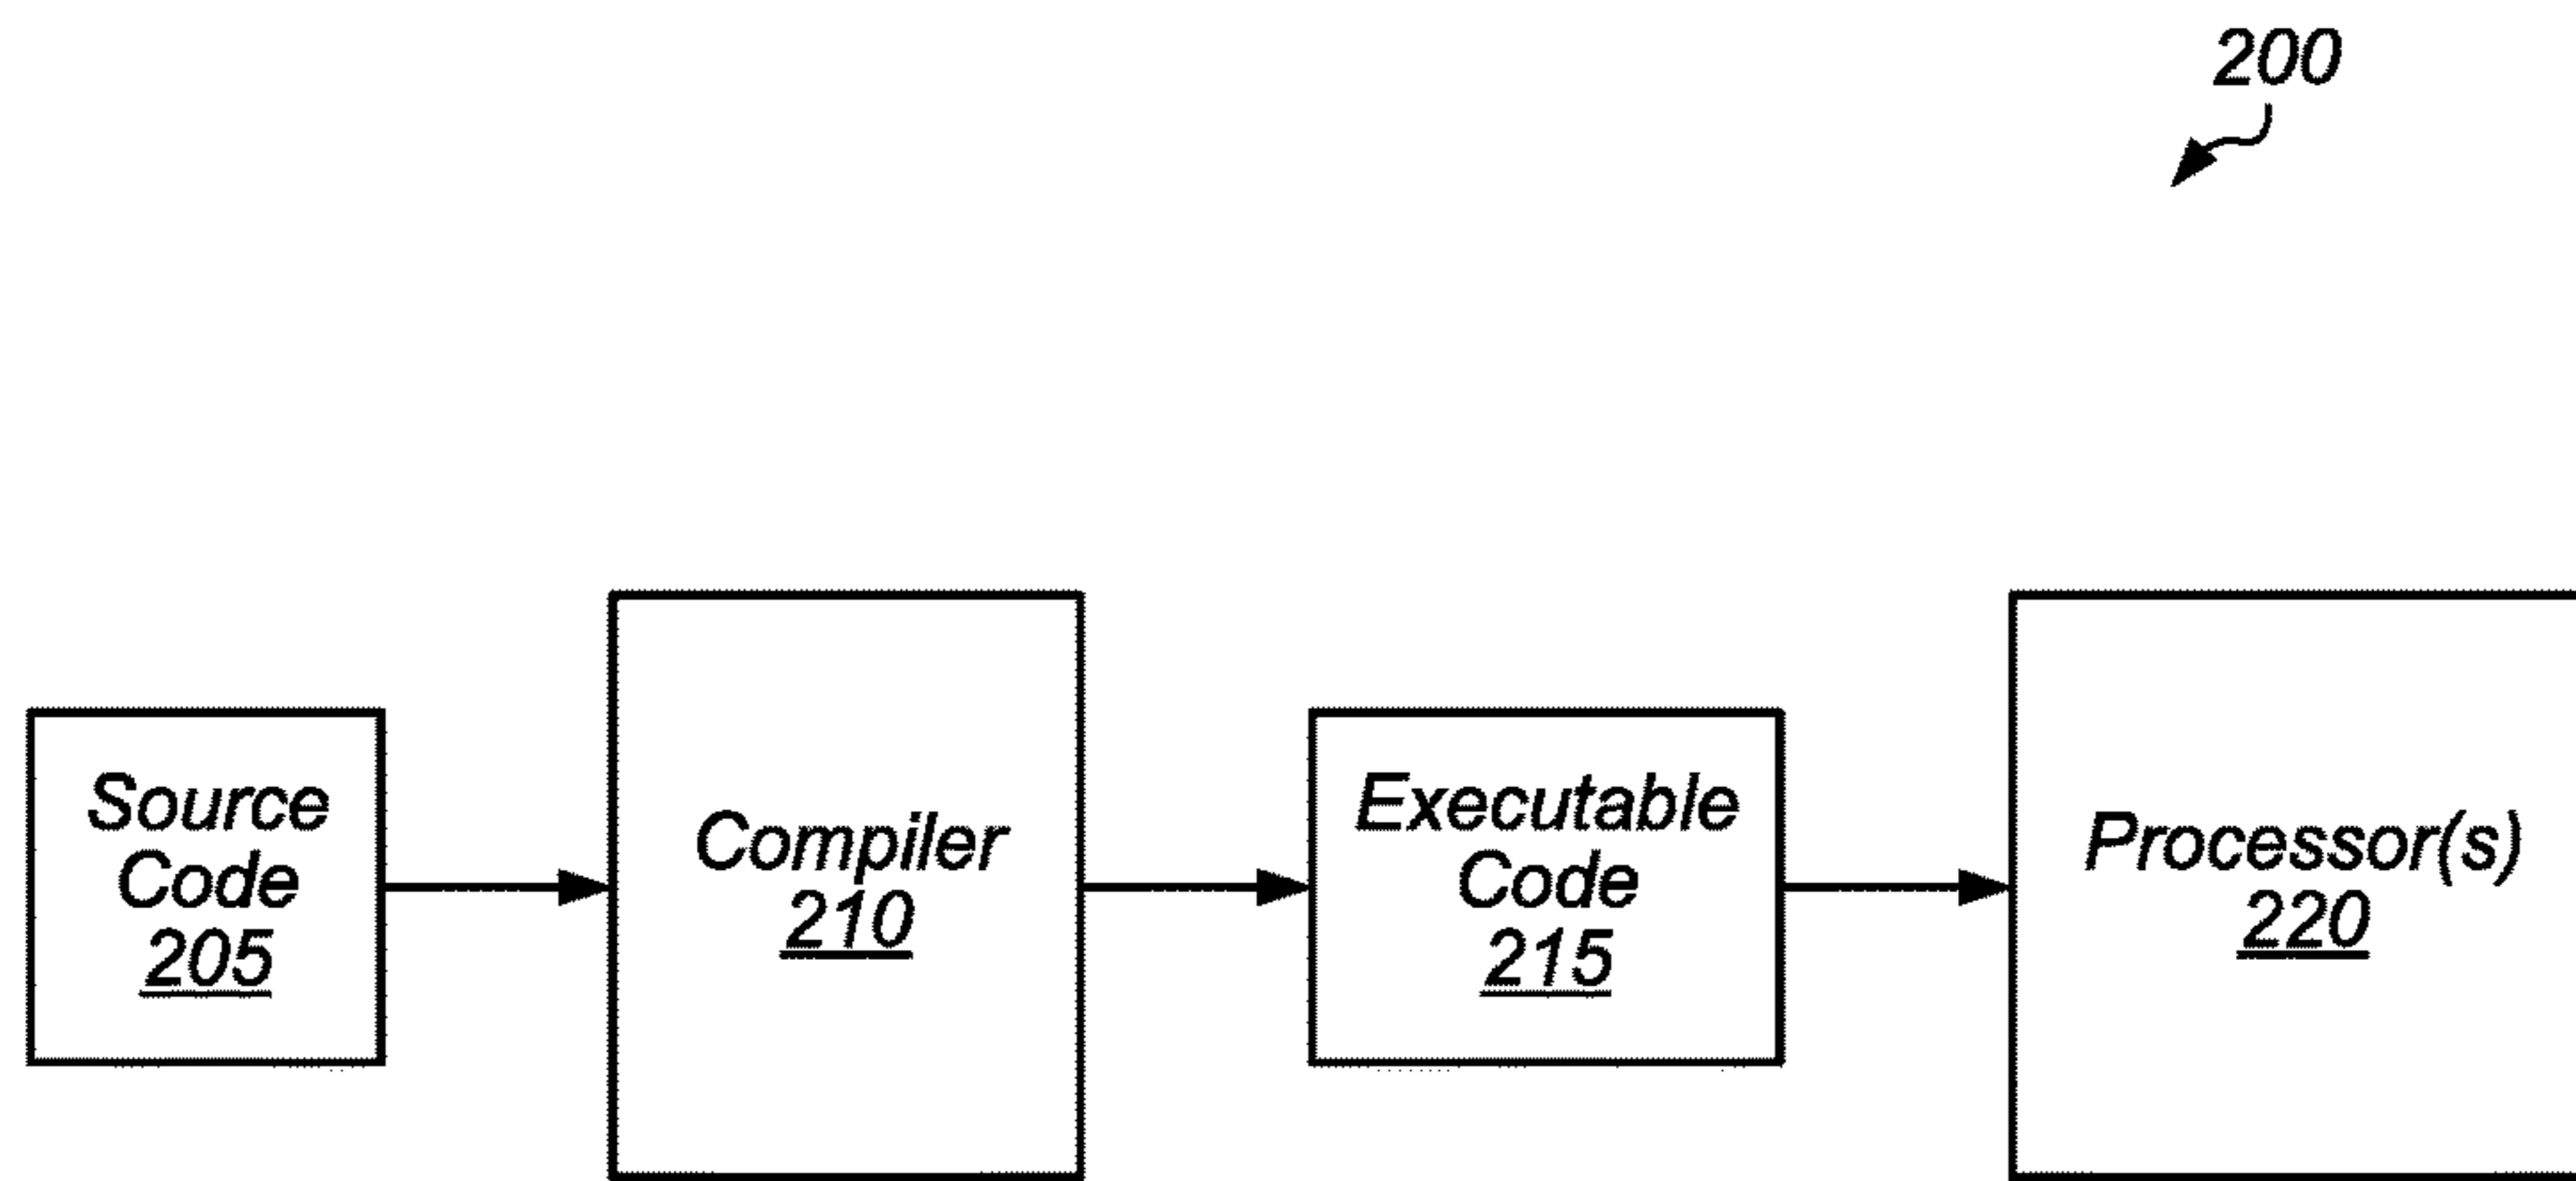 200
Source
Code
205
Compiler
210
Executable
Code
215
Processor(s)
220